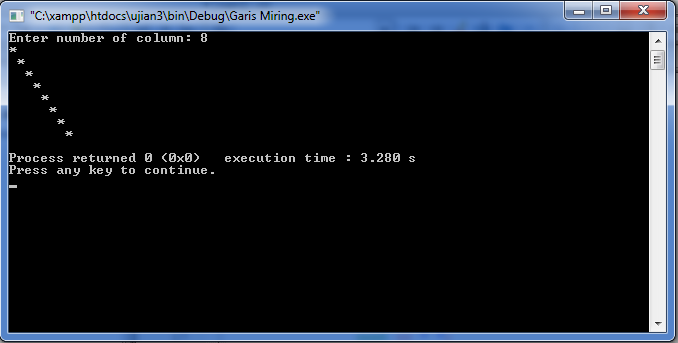 "C:\xampp\htdocs\ujian3\bin\Debug\Garis Miring.exe"
Enter number of column: 8
*
 *
  *
   *
    *
     *
      *
       *

Process returned 0 (0x0)   execution time : 3.280 s
Press any key to continue.